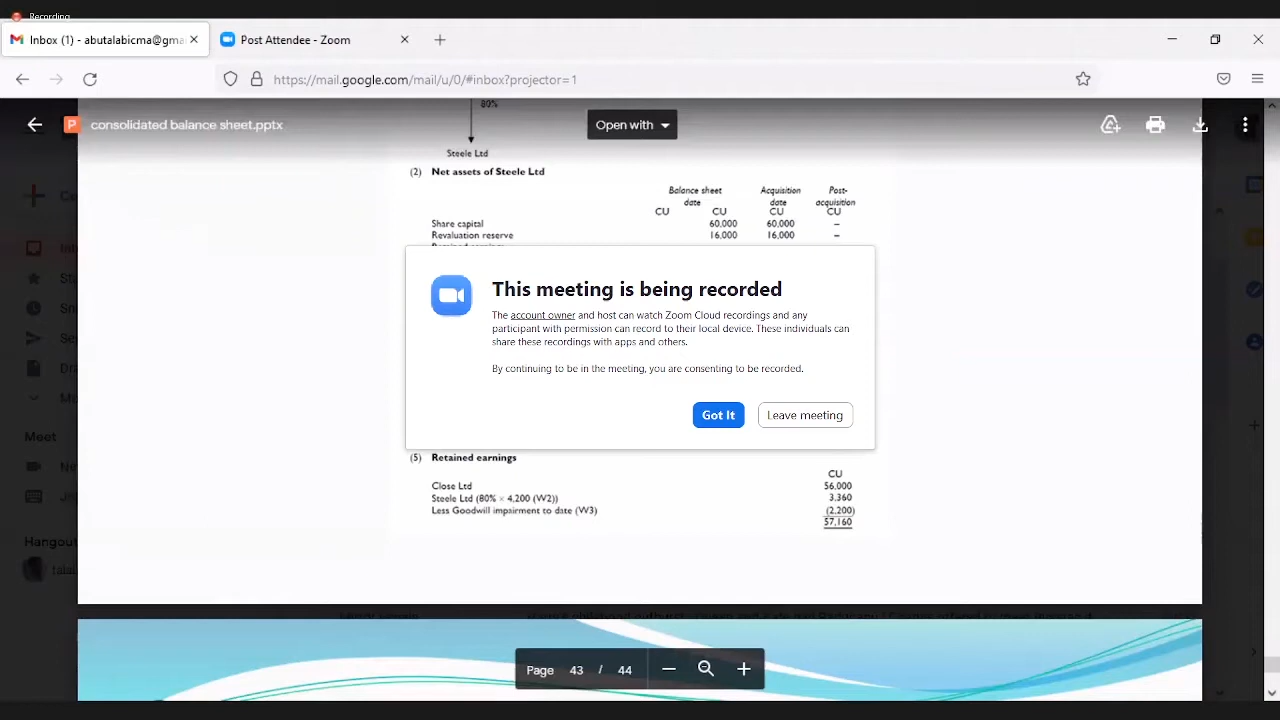 Recording
Inbox (1) - abutalabicma@gma
Post Attendee - Zoom
https://mail.google.com/mail/u/0/#inbox?projector=1
80%
consolidated balance sheet.pptx
Open with
Steele Ltd
(2) Net assets of Steele Ltd
Balance sheet Acquisition Post-
date date acquisition
CU CU CU CU
Share capital 60,000 60,000 –
Revaluation reserve 16,000 16,000 –
This meeting is being recorded
The account owner and host can watch Zoom Cloud recordings and any
participant with permission can record to their local device. These individuals can
share these recordings with apps and others.
By continuing to be in the meeting, you are consenting to be recorded.
Got It Leave meeting
Meet
Hangout
(5) Retained earnings
CU
Close Ltd 56,000
Steele Ltd (80% × 4,200 (W2)) 3,360
Less Goodwill impairment to date (W3) (2,200)
57,160
Page 43 / 44